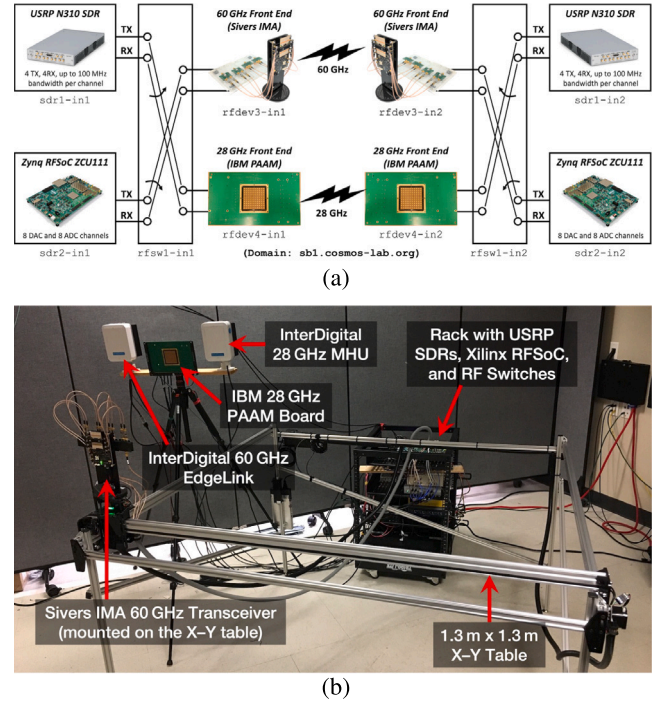 USRP N310 SDR
4 TX, 4RX, up to 100 MHz
bandwidth per channel
sdr1-in1
TX
RX
60 GHz Front End
(Sivers IMA)
rfdev3-in1
60 GHz
60 GHz Front End
(Sivers IMA)
rfdev3-in2
TX
RX
USRP N310 SDR
4 TX, 4RX, up to 100 MHz
bandwidth per channel
sdr1-in2
Zynq RFSoC ZCU111
8 DAC and 8 ADC channels
sdr2-in1
TX
RX
rfsw1-in1
28 GHz Front End
(IBM PAAM)
rfdev4-in1
28 GHz
28 GHz Front End
(IBM PAAM)
rfdev4-in2
(Domain: sb1.cosmos-lab.org)
rfsw1-in2
TX
RX
Zynq RFSoC ZCU111
8 DAC and 8 ADC channels
sdr2-in2
(a)
InterDigital
28 GHz MHU
IBM 28 GHz
PAAM Board
InterDigital 60 GHz
EdgeLink
Rack with USRP
SDRs, Xilinx RFSoC,
and RF Switches
Sivers IMA 60 GHz Transceiver
(mounted on the X–Y table)
1.3 m x 1.3 m
X–Y Table
(b)